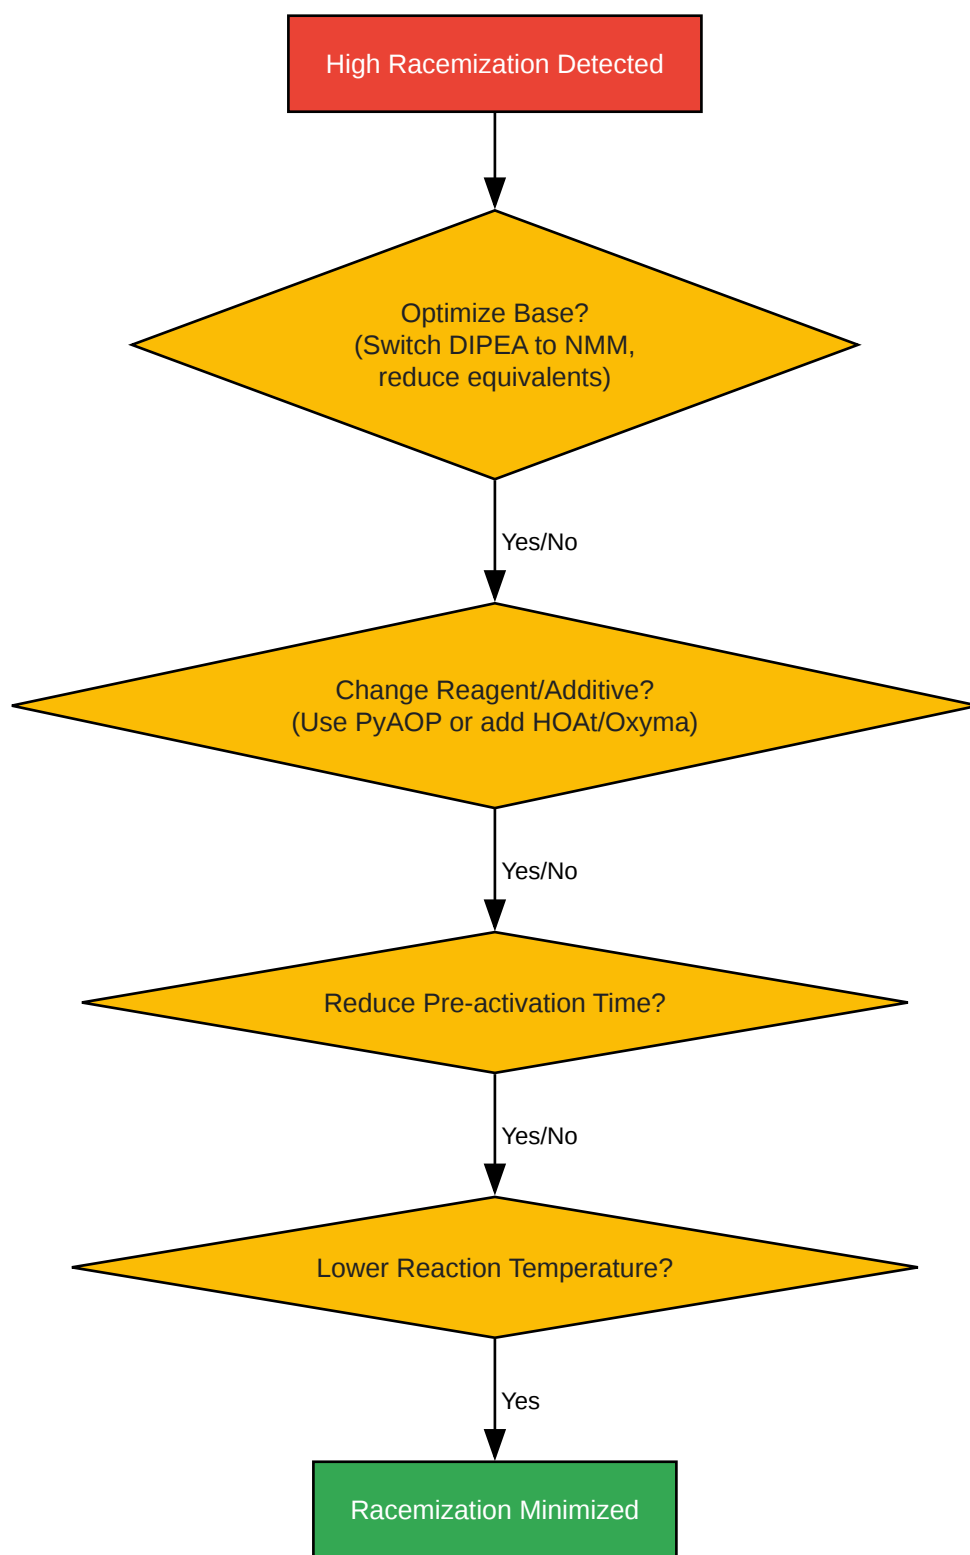 High Racemization Detected
Optimize Base?
(Switch DIPEA to NMM,
reduce equivalents)
Yes/No
Change Reagent/Additive?
(Use PyAOP or add HOAt/Oxyma)
Yes/No
Reduce Pre-activation Time?
Yes/No
Lower Reaction Temperature?
Yes
Racemization Minimized